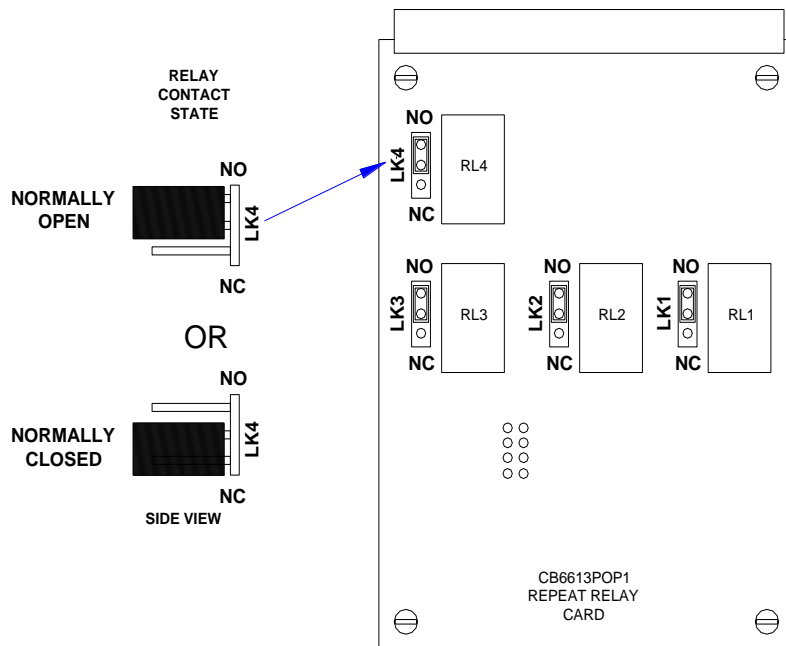 RELAY
CONTACT
STATE
NO
NORMALLY
OPEN
LK4
NC
OR
NO
NORMALLY
CLOSED
LK4
NC
SIDE VIEW
NO
LK4
RL4
NC
NO
LK3
RL3
NC
NO
LK2
RL2
NC
NO
LK1
RL1
NC
CB6613POP1
REPEAT RELAY
CARD